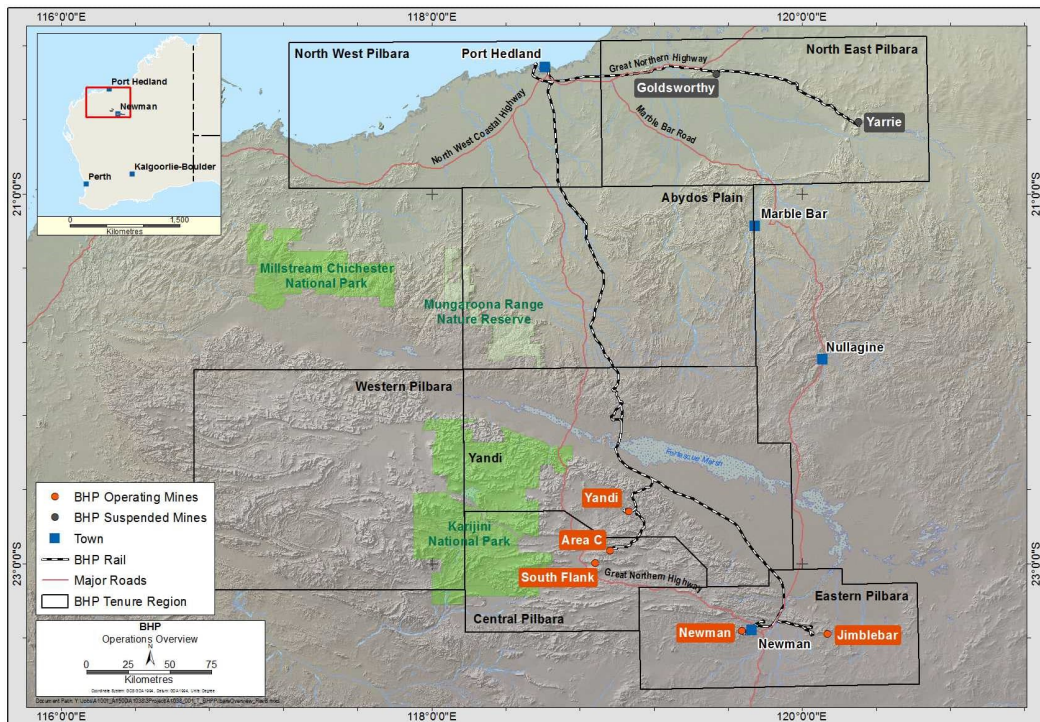 116°0'0"E
118°0'0"E
120°0'0"E
North West Pilbara
Port Hedland
Great Northern Highway
North East Pilbara
Goldsworthy
Yarrie
North West Coastal Highway
Marble Bar Road
Port Hedland
Newman
Kalgoorlie-Boulder
Perth
0
1,500
Kilometres
21°0'0"S
21°0'0"S
Abydos Plain
Marble Bar
Millstream Chichester
National Park
Mungaroona Range
Nature Reserve
Nullagine
Western Pilbara
Yandi
Fortescue Marsh
Yandi
Karijini
National Park
Area C
South Flank
Great Northern Highway
23°0'0"S
23°0'0"S
Central Pilbara
Eastern Pilbara
Newman
Newman
Jimblebar
BHP Operating Mines
BHP Suspended Mines
Town
BHP Rail
Major Roads
BHP Tenure Region
BHP
Operations Overview
N
0 25 50 75
Kilometres
116°0'0"E
118°0'0"E
120°0'0"E